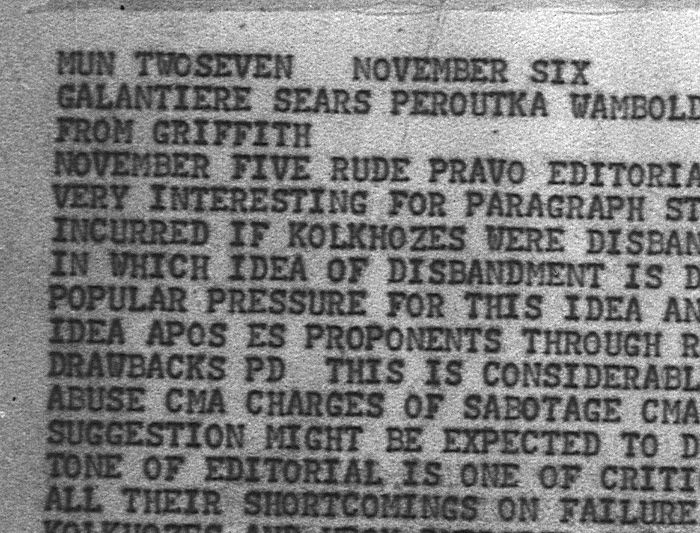 MUN TWOSEVEN NOVEMBER SIX
GALANTIERE SEARS PEROUTKA WAMBOLD
FROM GRIFFITH
NOVEMBER FIVE RUDE PRAVO EDITORIA
VERY INTERESTING FOR PARAGRAPH ST
INCURRED IF KOLKHOZES WERE DISBAN
IN WHICH IDEA OF DISBANDMENT IS D
POPULAR PRESSURE FOR THIS IDEA AN
IDEA APOS ES PROPONENTS THROUGH R
DRAWBACKS PD THIS IS CONSIDERABL
ABUSE CMA CHARGES OF SABOTAGE CMA
SUGGESTION MIGHT BE EXPECTED TO D
TONE OF EDITORIAL IS ONE OF CRITI
ALL THEIR SHORTCOMINGS ON FAILURE
KOLKHOZES AND